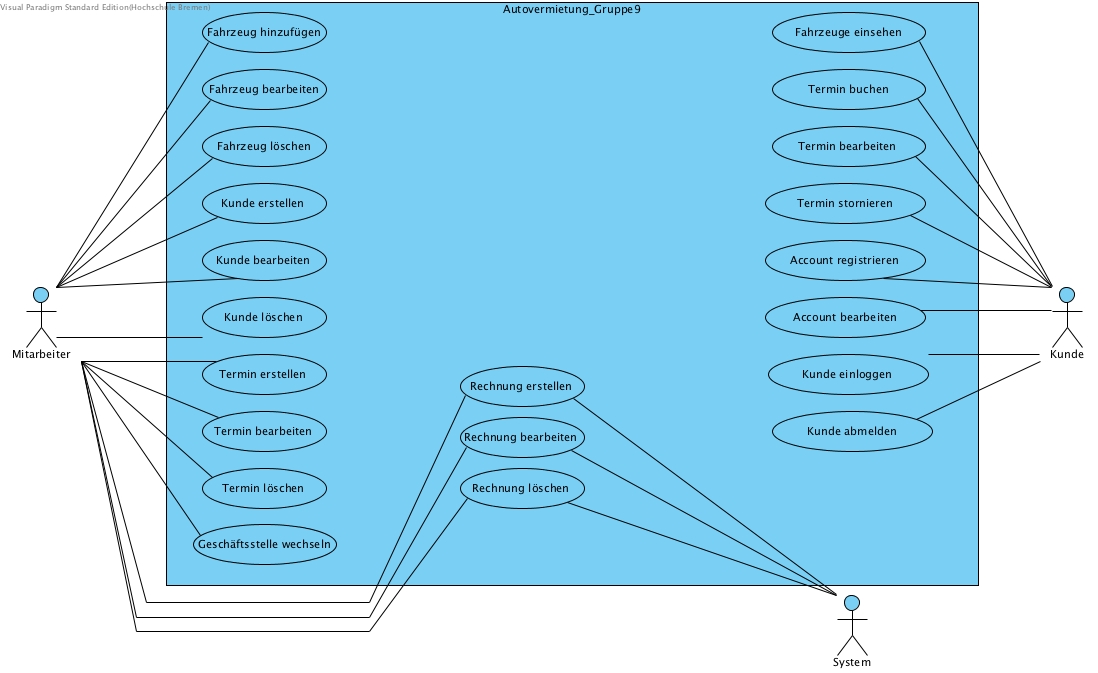 Visual Paradigm Standard Edition(Hochschule Bremen)
Autovermietung_Gruppe9
Fahrzeug hinzufügen
Fahrzeug bearbeiten
Fahrzeug löschen
Kunde erstellen
Kunde bearbeiten
Kunde löschen
Termin erstellen
Termin bearbeiten
Termin löschen
Geschäftsstelle wechseln
Mitarbeiter
Rechnung erstellen
Rechnung bearbeiten
Rechnung löschen
Fahrzeuge einsehen
Termin buchen
Termin bearbeiten
Termin stornieren
Account registrieren
Account bearbeiten
Kunde einloggen
Kunde abmelden
Kunde
System